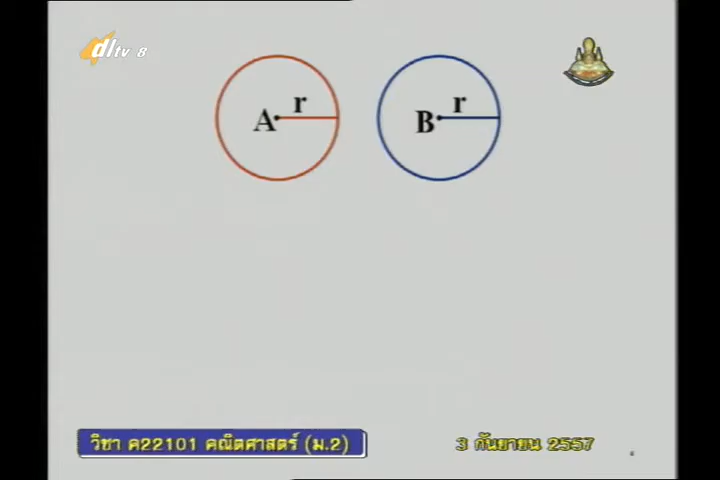 dltv 8
A r
B r
วิชา ค22101 คณิตศาสตร์ (ม.2)
3 กันยายน 2557